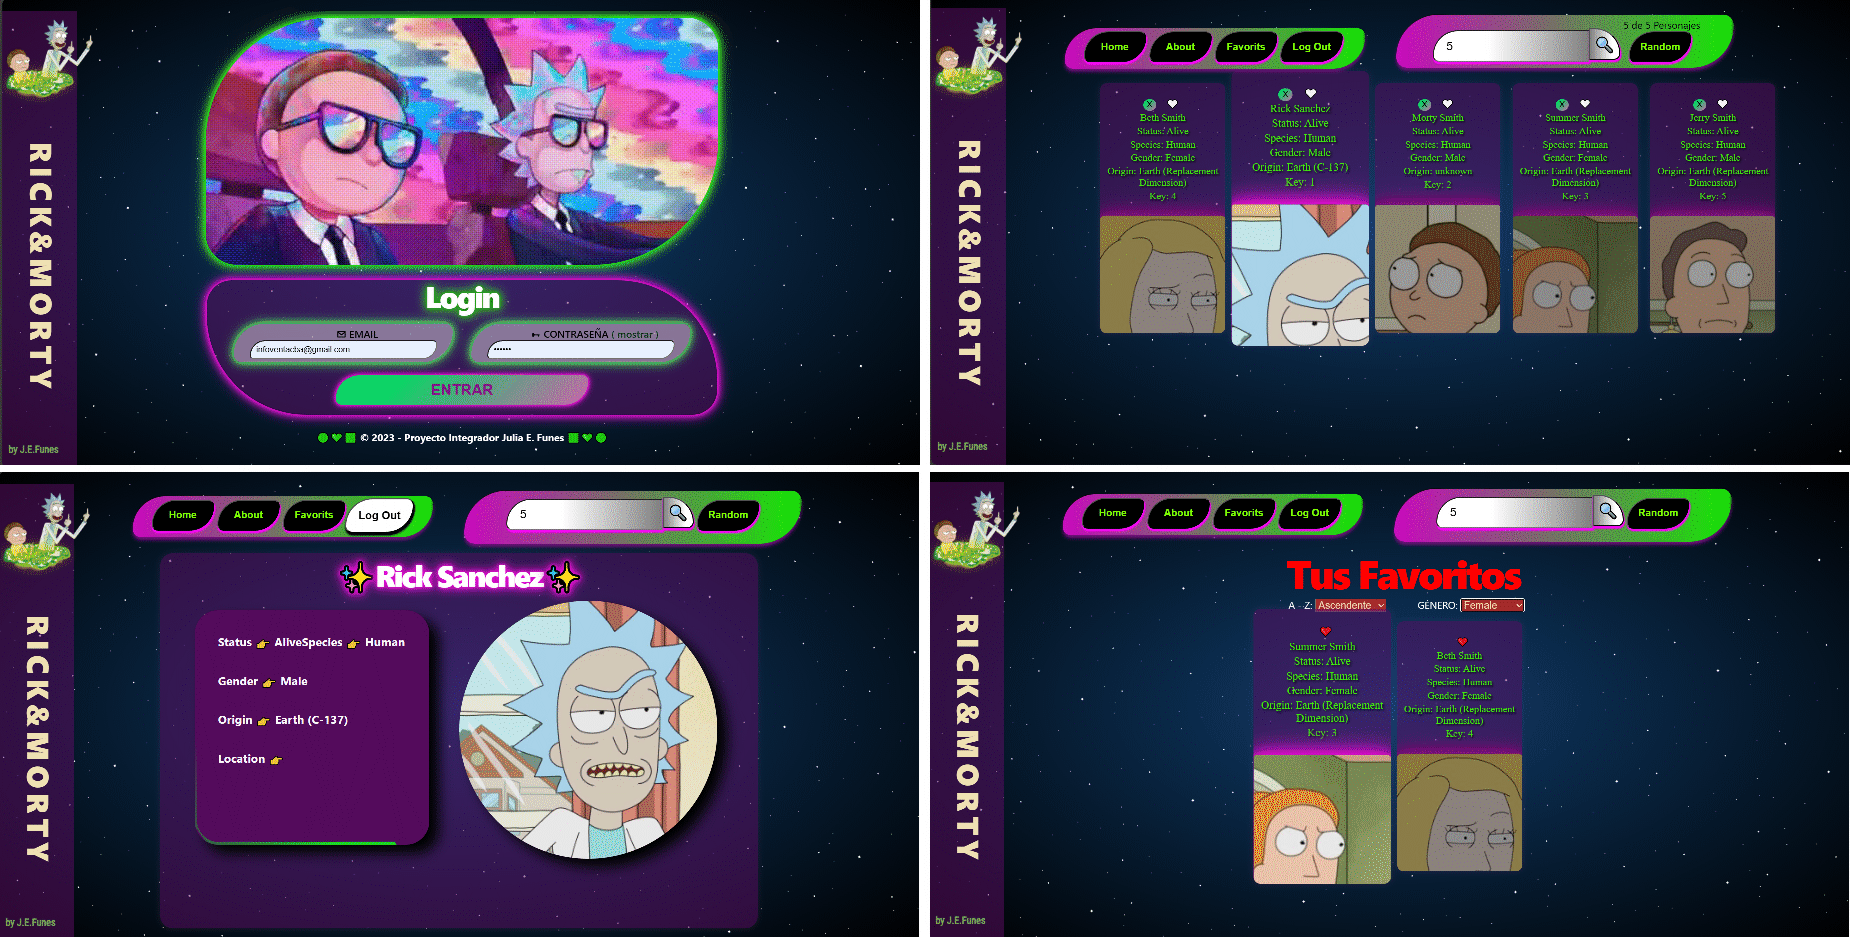 RICK&MORTY
by J.E.Funes
Login
EMAIL
CONTRASEÑA ( mostrar )
infoventacba@gmail.com
••••••
ENTRAR
© 2023 - Proyecto Integrador Julia E. Funes
RICK&MORTY
by J.E.Funes
Home About Favorits Log Out
5 de 5 Personajes
5
Random
X
Beth Smith
Status: Alive
Species: Human
Gender: Female
Origin: Earth (Replacement
Dimension)
Key: 4
X
Rick Sanchez
Status: Alive
Species: Human
Gender: Male
Origin: Earth (C-137)
Key: 1
X
Morty Smith
Status: Alive
Species: Human
Gender: Male
Origin: unknown
Key: 2
X
Summer Smith
Status: Alive
Species: Human
Gender: Female
Origin: Earth (Replacement
Dimension)
Key: 3
X
Jerry Smith
Status: Alive
Species: Human
Gender: Male
Origin: Earth (Replacement
Dimension)
Key: 5
RICK&MORTY
by J.E.Funes
Home About Favorits Log Out
5
Random
Rick Sanchez
Status AliveSpecies Human
Gender Male
Origin Earth (C-137)
Location
RICK&MORTY
by J.E.Funes
Home About Favorits Log Out
5
Random
Tus Favoritos
A - Z: Ascendente
GÉNERO: Female
Summer Smith
Status: Alive
Species: Human
Gender: Female
Origin: Earth (Replacement
Dimension)
Key: 3
Beth Smith
Status: Alive
Species: Human
Gender: Female
Origin: Earth (Replacement
Dimension)
Key: 4